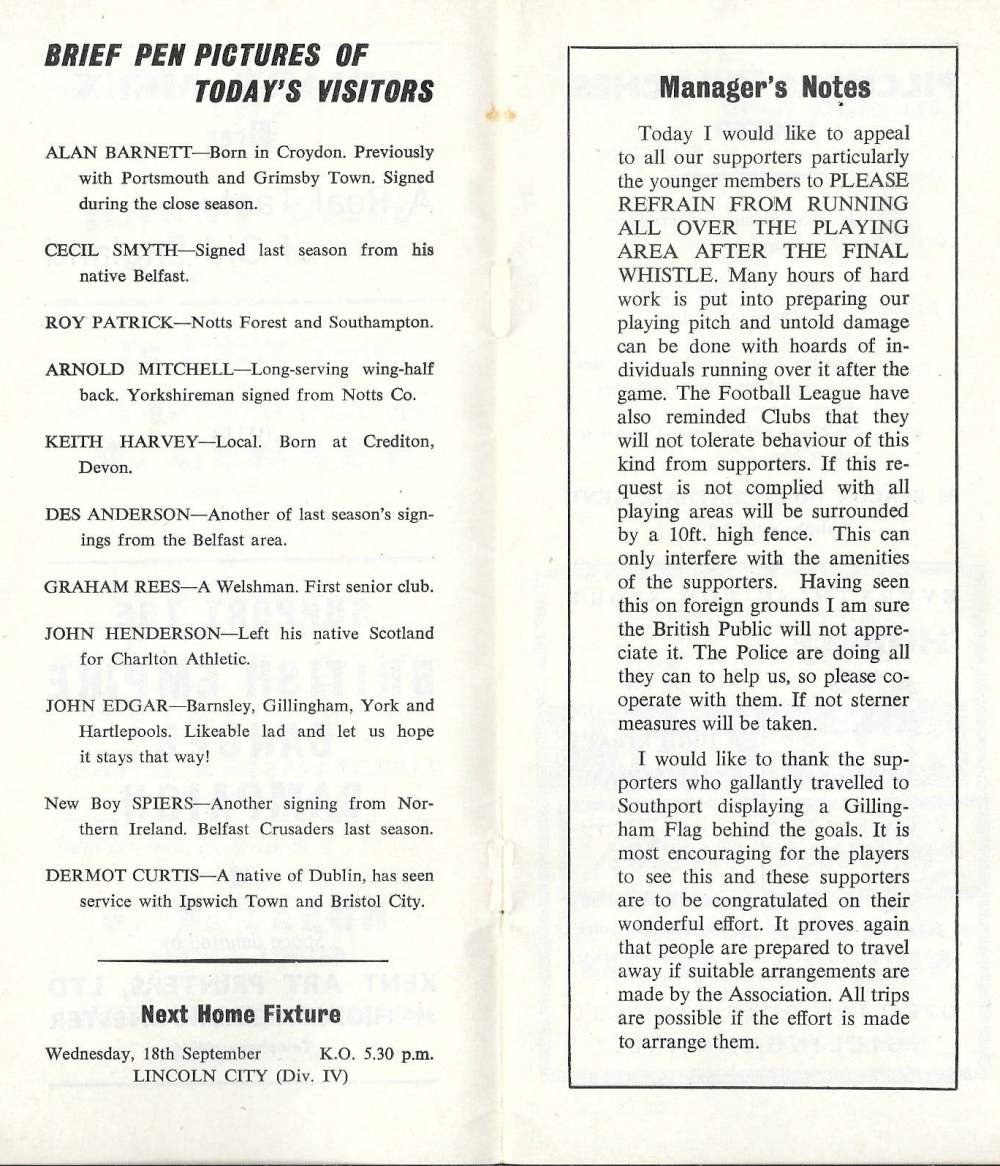 BRIEF PEN PICTURES OF
TODAY'S VISITORS
ALAN BARNETT—Born in Croydon. Previously
with Portsmouth and Grimsby Town. Signed
during the close season.
CECIL SMYTH—Signed last season from his
native Belfast.
ROY PATRICK—Notts Forest and Southampton.
ARNOLD MITCHELL—Long-serving wing-half
back. Yorkshireman signed from Notts Co.
KEITH HARVEY—Local. Born at Crediton,
Devon.
DES ANDERSON—Another of last season's sign-
ings from the Belfast area.
GRAHAM REES—A Welshman. First senior club.
JOHN HENDERSON—Left his native Scotland
for Charlton Athletic.
JOHN EDGAR—Barnsley, Gillingham, York and
Hartlepools. Likeable lad and let us hope
it stays that way!
New Boy SPIERS—Another signing from Nor-
thern Ireland. Belfast Crusaders last season.
DERMOT CURTIS—A native of Dublin, has seen
service with Ipswich Town and Bristol City.
Next Home Fixture
Wednesday, 18th September K.O. 5.30 p.m.
LINCOLN CITY (Div. IV)
Manager's Notes
Today I would like to appeal
to all our supporters particularly
the younger members to PLEASE
REFRAIN FROM RUNNING
ALL OVER THE PLAYING
AREA AFTER THE FINAL
WHISTLE. Many hours of hard
work is put into preparing our
playing pitch and untold damage
can be done with hoards of in-
dividuals running over it after the
game. The Football League have
also reminded Clubs that they
will not tolerate behaviour of this
kind from supporters. If this re-
quest is not complied with all
playing areas will be surrounded
by a 10ft. high fence. This can
only interfere with the amenities
of the supporters. Having seen
this on foreign grounds I am sure
the British Public will not appre-
ciate it. The Police are doing all
they can to help us, so please co-
operate with them. If not sterner
measures will be taken.
I would like to thank the sup-
porters who gallantly travelled to
Southport displaying a Gilling-
ham Flag behind the goals. It is
most encouraging for the players
to see this and these supporters
are to be congratulated on their
wonderful effort. It proves again
that people are prepared to travel
away if suitable arrangements are
made by the Association. All trips
are possible if the effort is made
to arrange them.